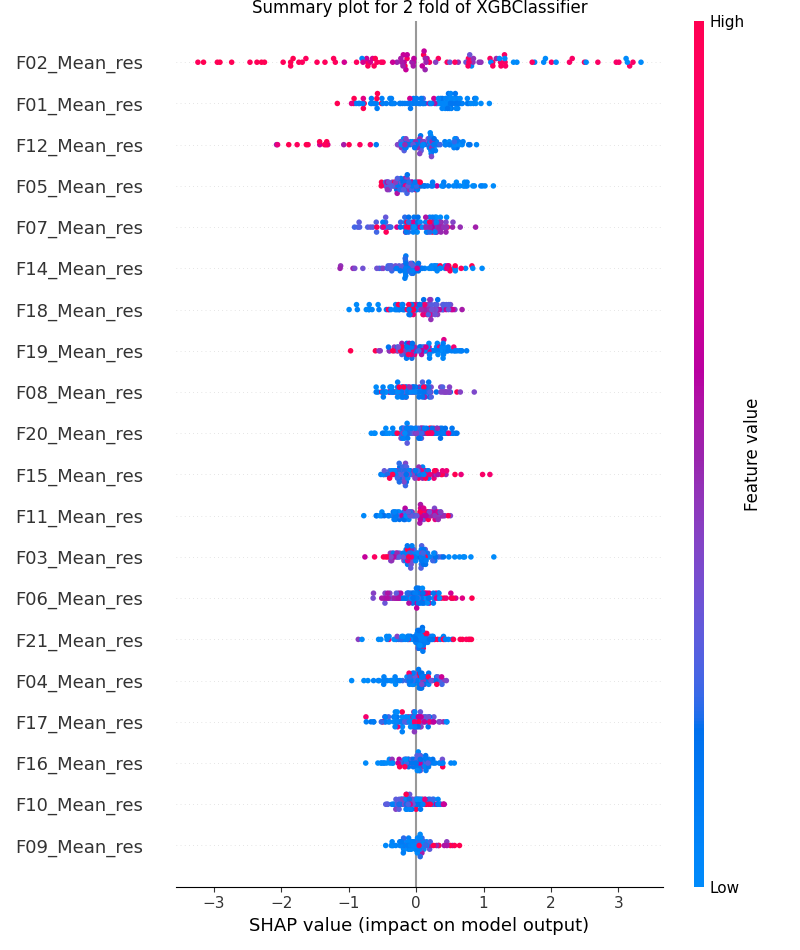 Summary plot for 2 fold of XGBClassifier
High
F02_Mean_res
F01_Mean_res
F12_Mean_res
F05_Mean_res
F07_Mean_res
F14_Mean_res
F18_Mean_res
F19_Mean_res
F08_Mean_res
F20_Mean_res
F15_Mean_res
F11_Mean_res
F03_Mean_res
F06_Mean_res
F21_Mean_res
F04_Mean_res
F17_Mean_res
F16_Mean_res
F10_Mean_res
F09_Mean_res
Feature value
Low
−3 −2 −1 0 1 2 3
SHAP value (impact on model output)